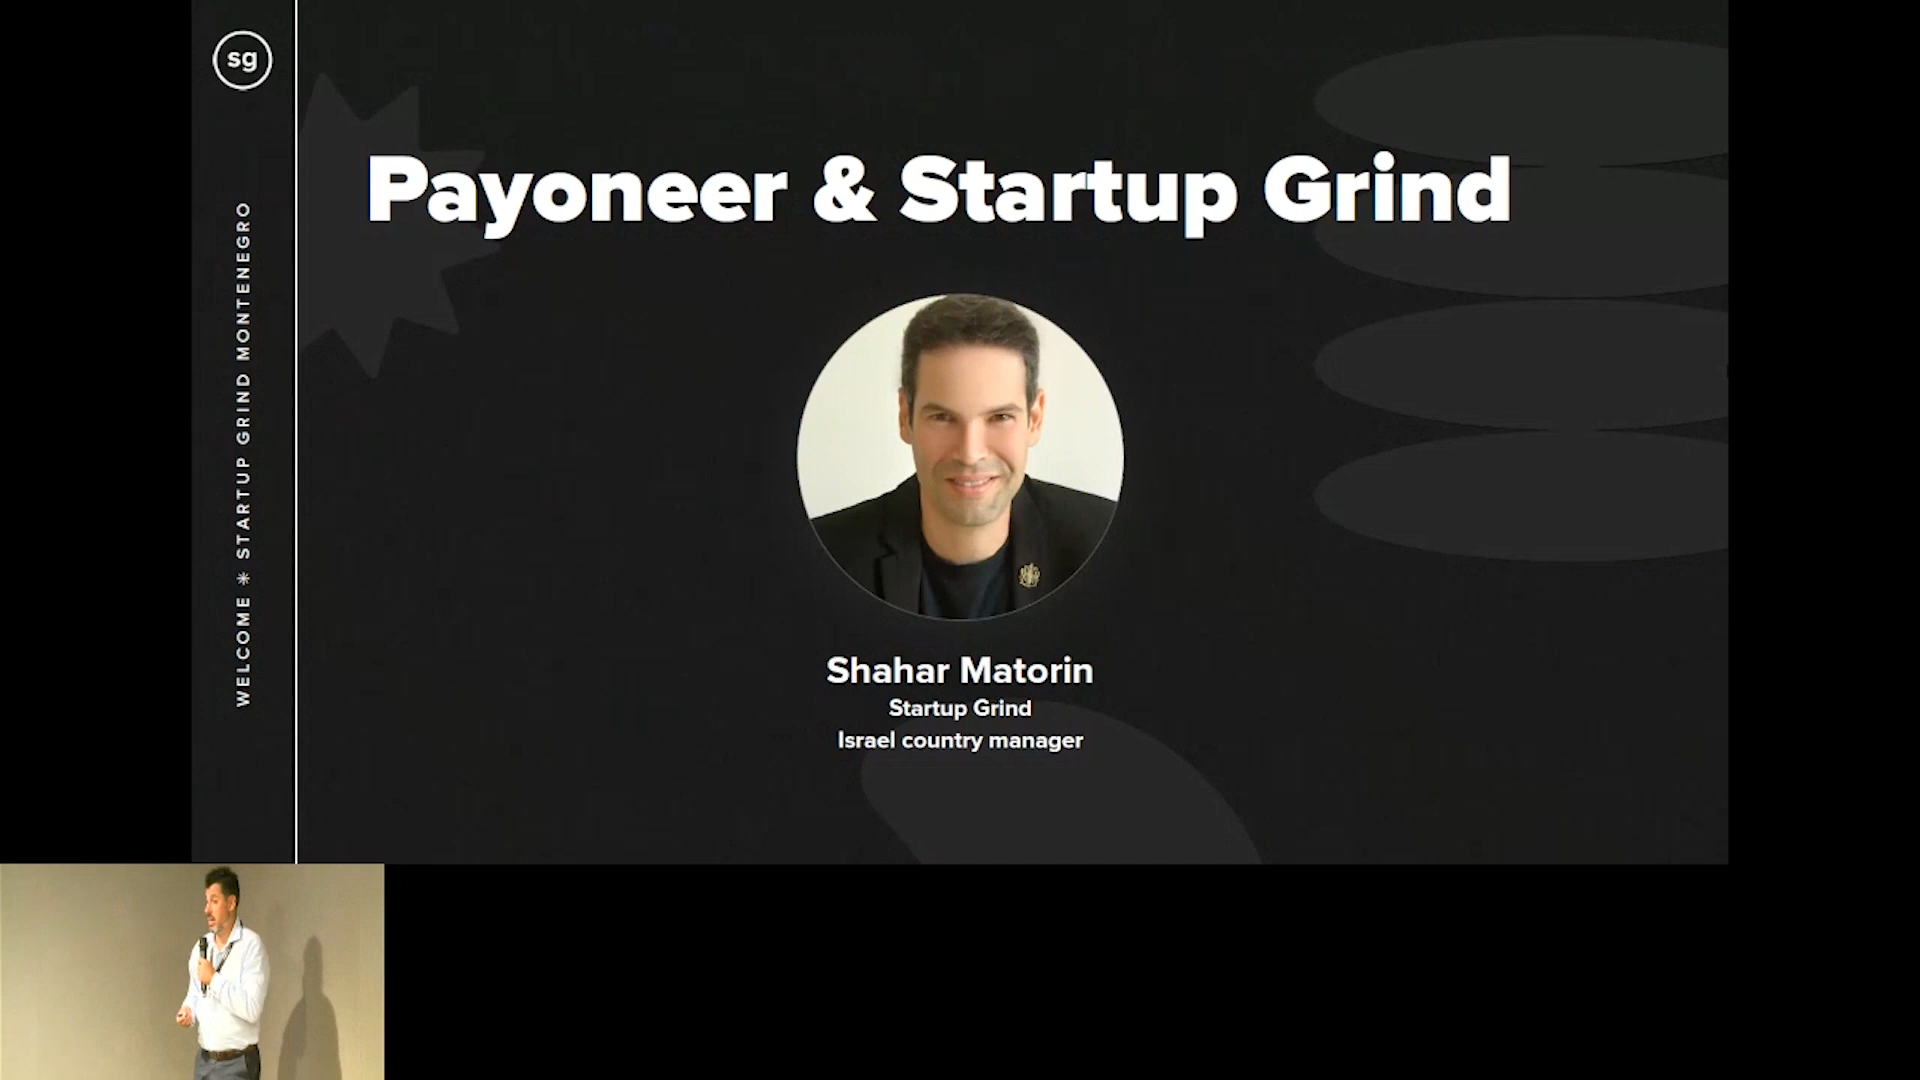 sg
WELCOME ✳ STARTUP GRIND MONTENEGRO
Payoneer & Startup Grind
Shahar Matorin
Startup Grind
Israel country manager